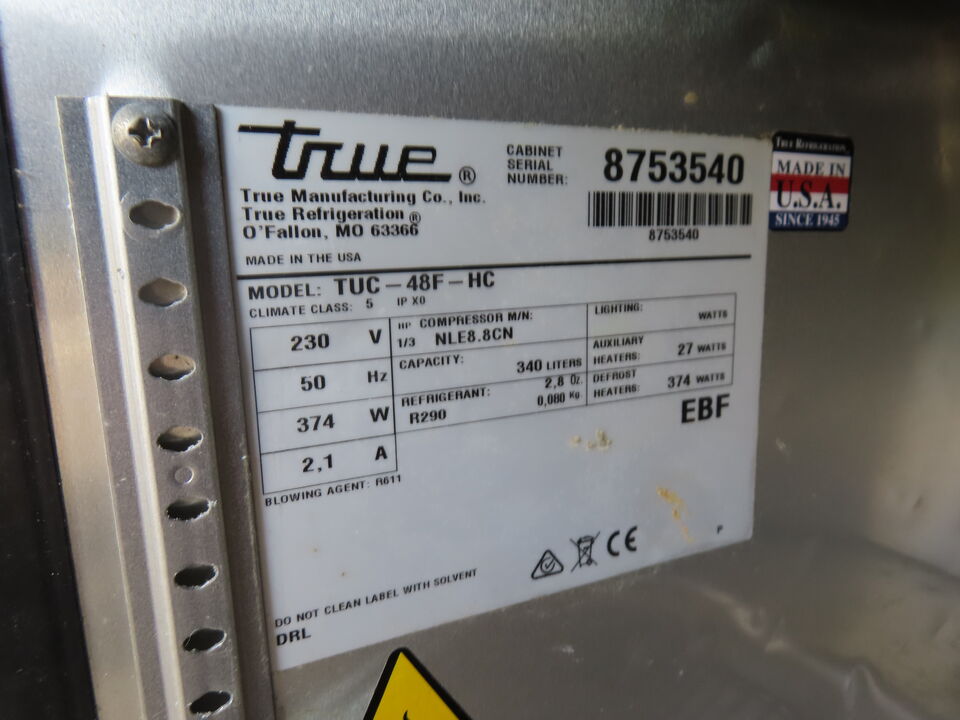 true®
True Manufacturing Co., Inc.
True Refrigeration®
O'Fallon, MO 63366
MADE IN THE USA
CABINET
SERIAL
NUMBER:
8753540
8753540
TRUE REFRIGERATION
MADE IN
U.S.A.
SINCE 1945
MODEL: TUC-48F-HC
CLIMATE CLASS: 5 IP X0
230 V
50 Hz
374 W
2,1 A
HP COMPRESSOR M/N:
1/3 NLE8.8CN
CAPACITY:
340 LITERS
REFRIGERANT:
R290
2,8 Oz.
0,080 Kg.
LIGHTING:
WATTS
AUXILIARY
HEATERS: 27 WATTS
DEFROST
HEATERS: 374 WATTS
EBF
BLOWING AGENT: R611
CE
P
DO NOT CLEAN LABEL WITH SOLVENT
DRL